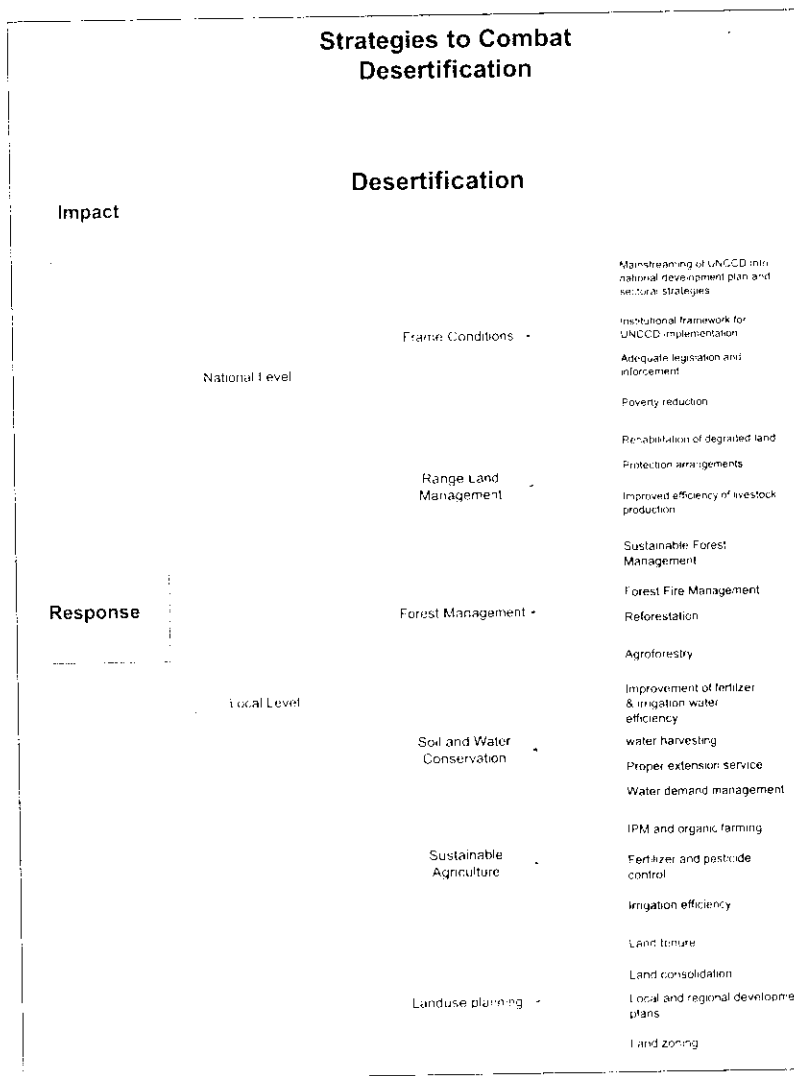 Strategies to Combat
Desertification
Desertification
Impact
Mainstreaming of UNCCD into
national development plan and
sectoral strategies
Institutional framework for
UNCCD implementation
Frame Conditions
Adequate legislation and
inforcement
National Level
Poverty reduction
Rehabilitation of degraded land
Protection arrangements
Range Land
Management
Improved efficiency of livestock
production
Sustainable Forest
Management
Forest Fire Management
Response
Forest Management
Reforestation
Agroforestry
Local Level
Improvement of fertilzer
& irrigation water
efficiency
Soil and Water
Conservation
water harvesting
Proper extension service
Water demand management
IPM and organic farming
Sustainable
Agriculture
Fertilizer and pesticide
control
Irrigation efficiency
Land tenure
Land consolidation
Landuse planning
Local and regional developme
plans
Land zoning